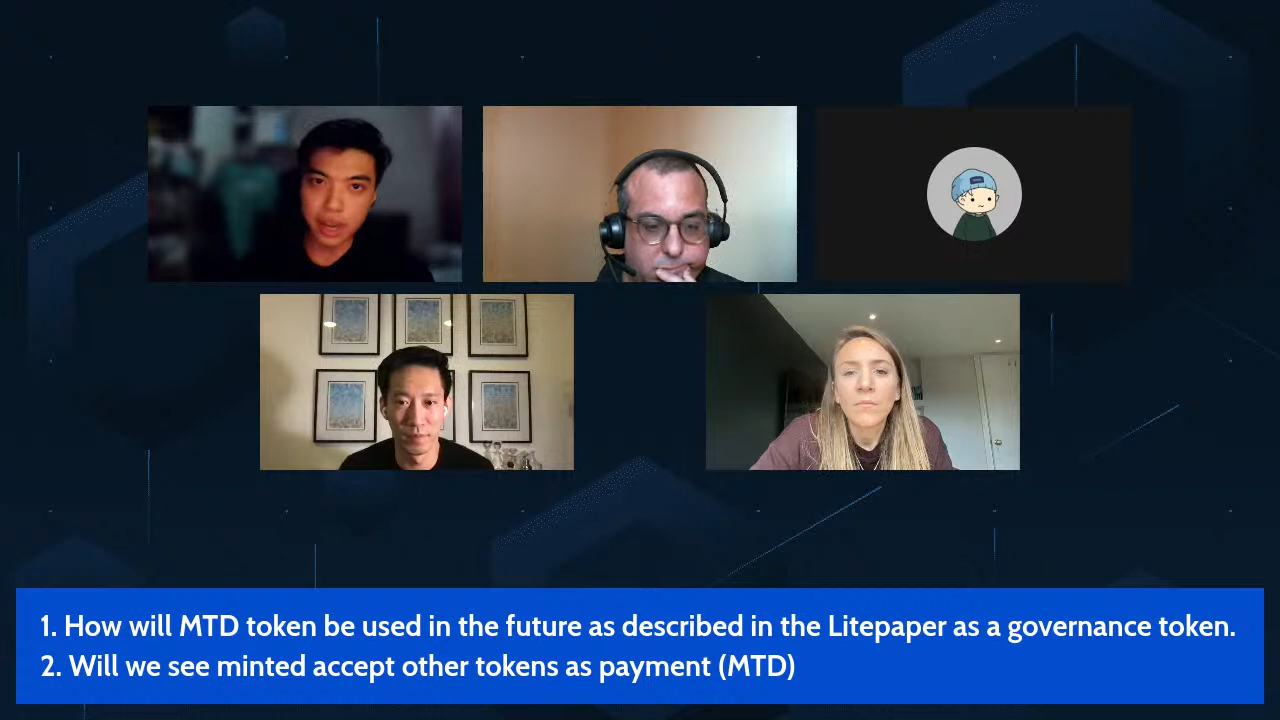 1. How will MTD token be used in the future as described in the Litepaper as a governance token.
2. Will we see minted accept other tokens as payment (MTD)